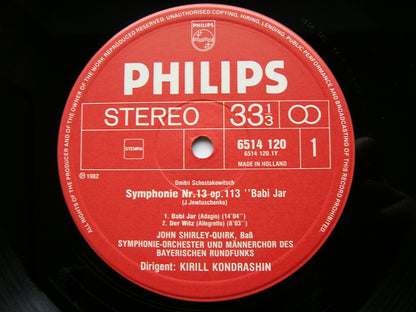 ALL RIGHTS OF THE PRODUCER AND OF THE OWNER OF THE WORK REPRODUCED RESERVED. UNAUTHORISED COPYING, HIRING, LENDING, PUBLIC PERFORMANCE AND BROADCASTING OF THIS RECORD PROHIBITED.
PHILIPS
PHILIPS
STEREO
33 1/3
STEMRA
6514 120
6514 120.1Y
MADE IN HOLLAND
1
℗ 1982
Dmitri Schostakowitsch
Symphonie Nr.13 op.113 "Babi Jar
(J.Jewtuschenko)
1. Babi Jar (Adagio) (14'04'')
2. Der Witz (Allegretto) (8'03'')
JOHN SHIRLEY-QUIRK, Baß
SYMPHONIE-ORCHESTER UND MÄNNERCHOR DES
BAYERISCHEN RUNDFUNKS
Dirigent: KIRILL KONDRASHIN